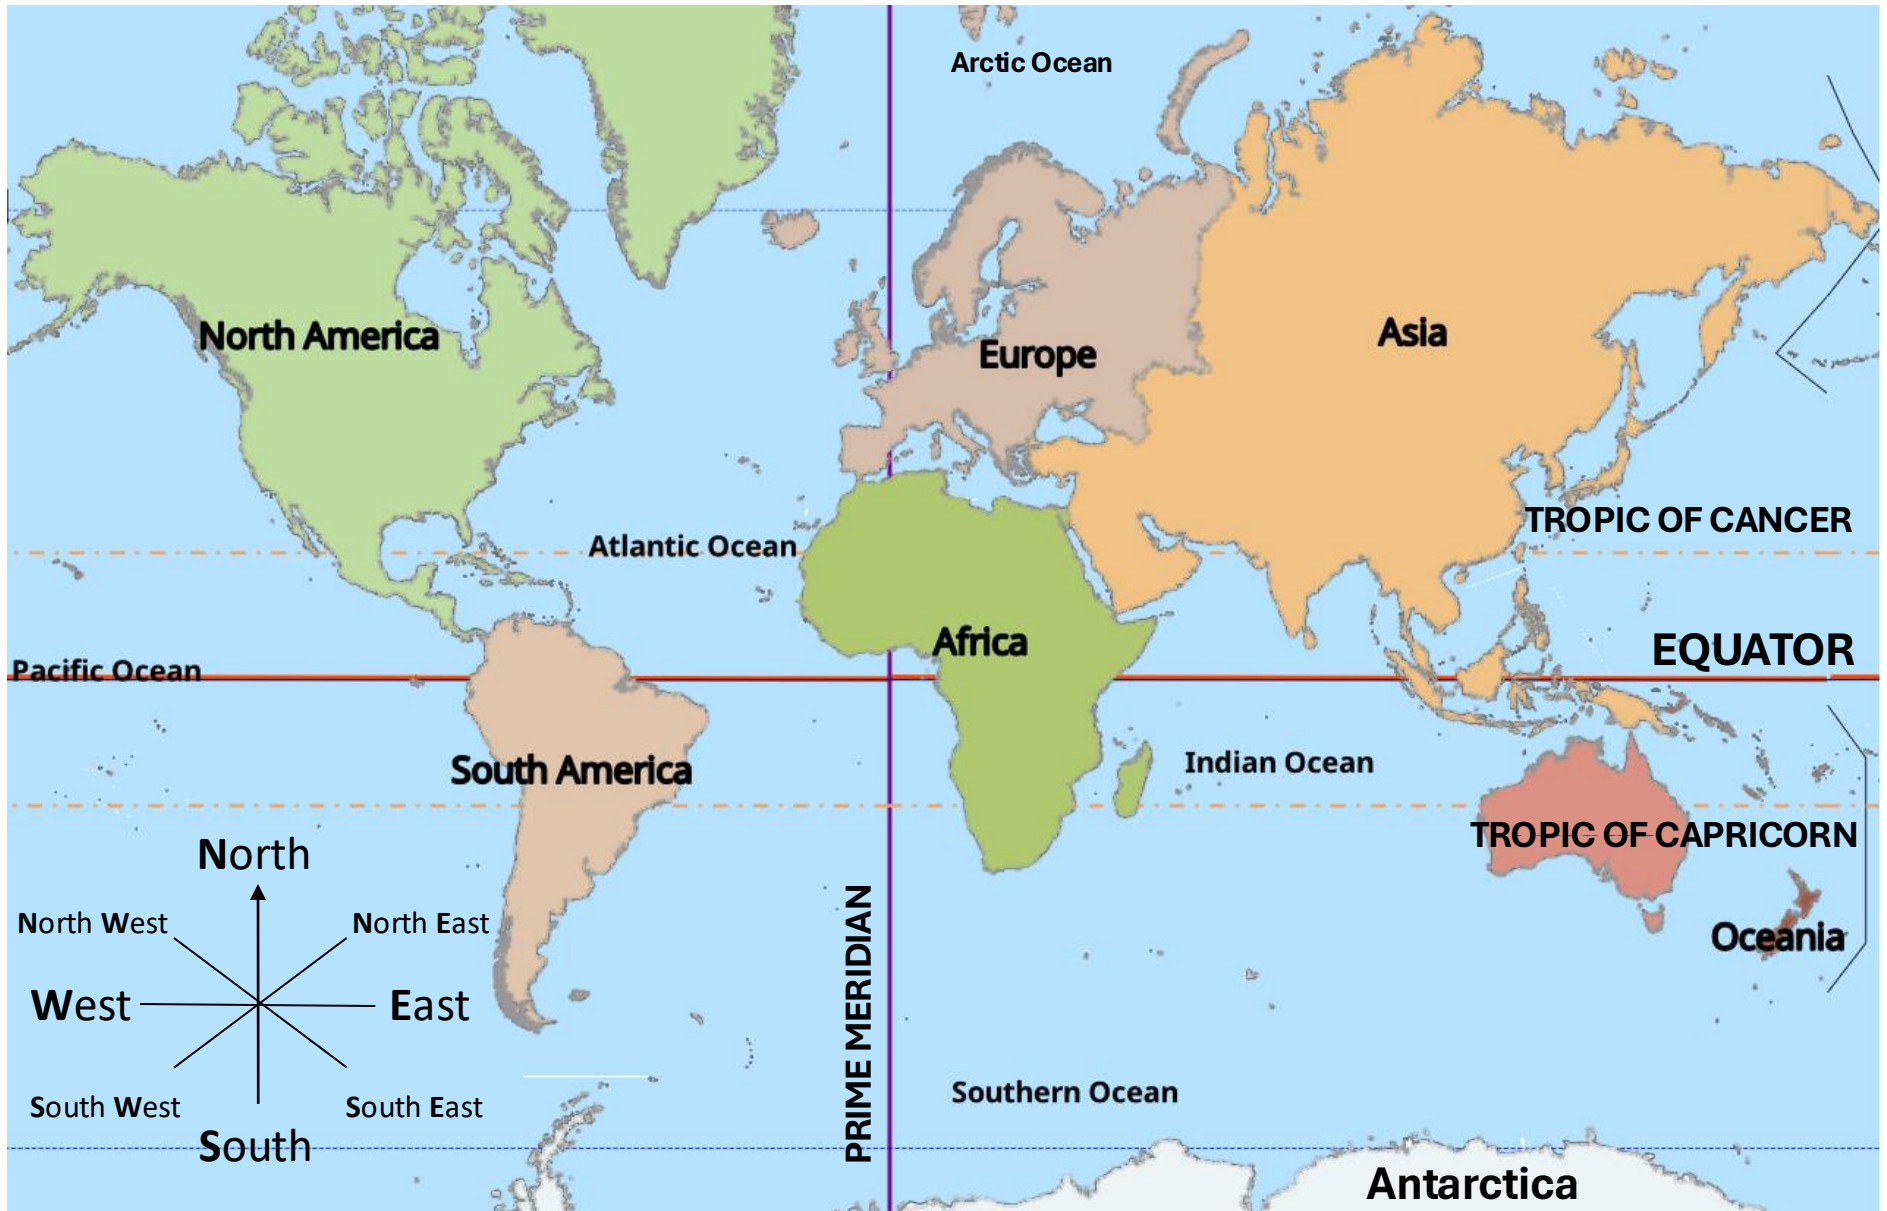 Arctic Ocean
North America
Europe
Asia
TROPIC OF CANCER
Atlantic Ocean
Africa
EQUATOR
Pacific Ocean
South America
Indian Ocean
TROPIC OF CAPRICORN
North
North West
North East
West
East
South West
South East
South
PRIME MERIDIAN
Oceania
Southern Ocean
Antarctica